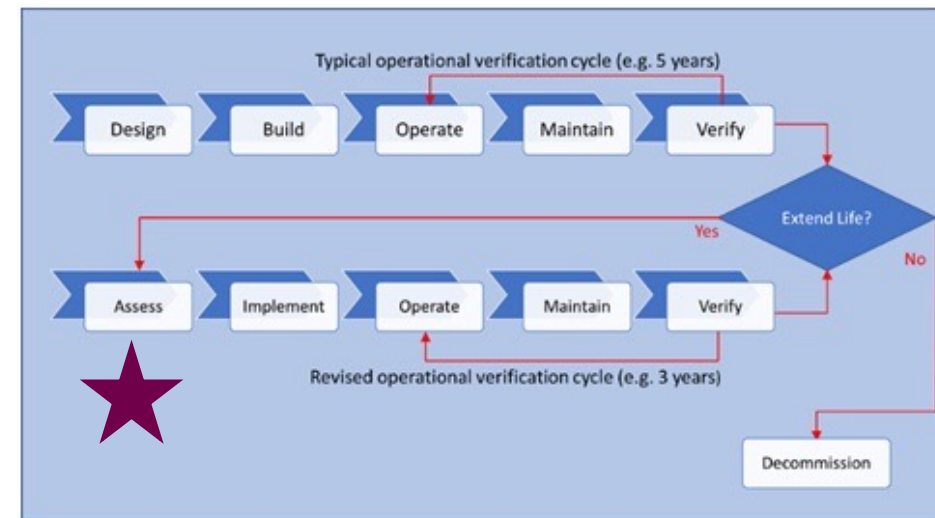 Typical operational verification cycle (e.g. 5 years)
Design
Build
Operate
Maintain
Verify
Extend Life?
Yes
No
Assess
Implement
Operate
Maintain
Verify
Revised operational verification cycle (e.g. 3 years)
Decommission